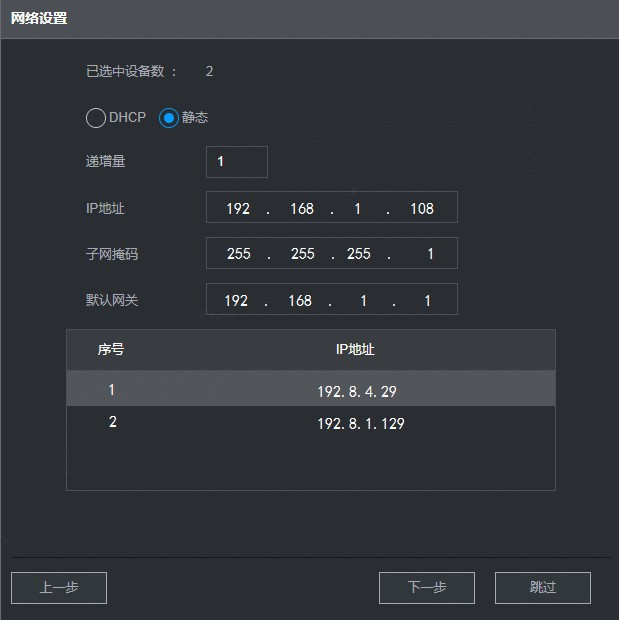 网络设置
已选中设备数 ： 2
DHCP 静态
递增量 1
IP地址 192 . 168 . 1 . 108
子网掩码 255 . 255 . 255 . 1
默认网关 192 . 168 . 1 . 1
序号 IP地址
1 192.8.4.29
2 192.8.1.129
上一步 下一步 跳过